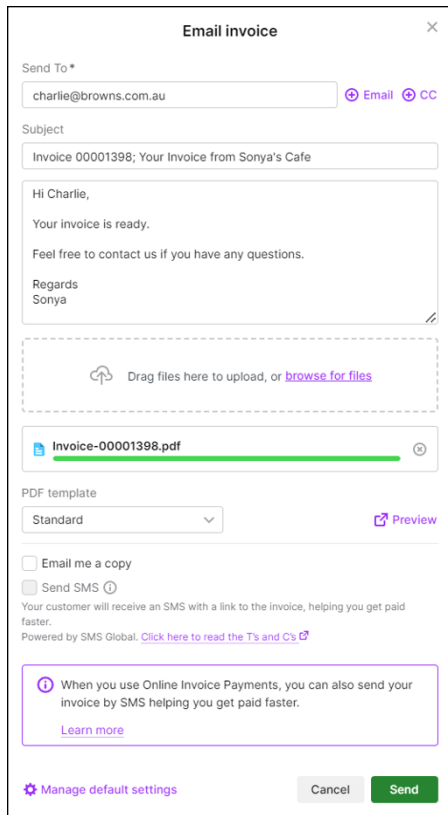 Email invoice
Send To*
charlie@browns.com.au
Email
CC
Subject
Invoice 00001398; Your Invoice from Sonya's Cafe
Hi Charlie,
Your invoice is ready.
Feel free to contact us if you have any questions.
Regards
Sonya
Drag files here to upload, or browse for files
Invoice-00001398.pdf
PDF template
Standard
Preview
Email me a copy
Send SMS
Your customer will receive an SMS with a link to the invoice, helping you get paid
faster.
Powered by SMS Global. Click here to read the T's and C's
When you use Online Invoice Payments, you can also send your
invoice by SMS helping you get paid faster.
Learn more
Manage default settings
Cancel
Send